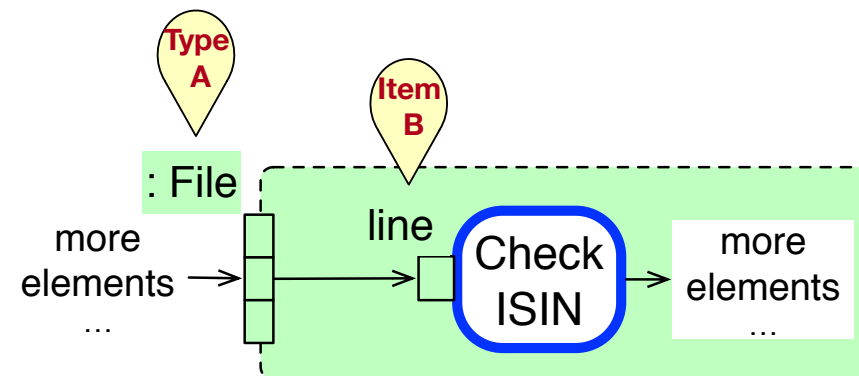 Type
A
Item
B
: File
line
more
elements
...
Check
ISIN
more
elements
...